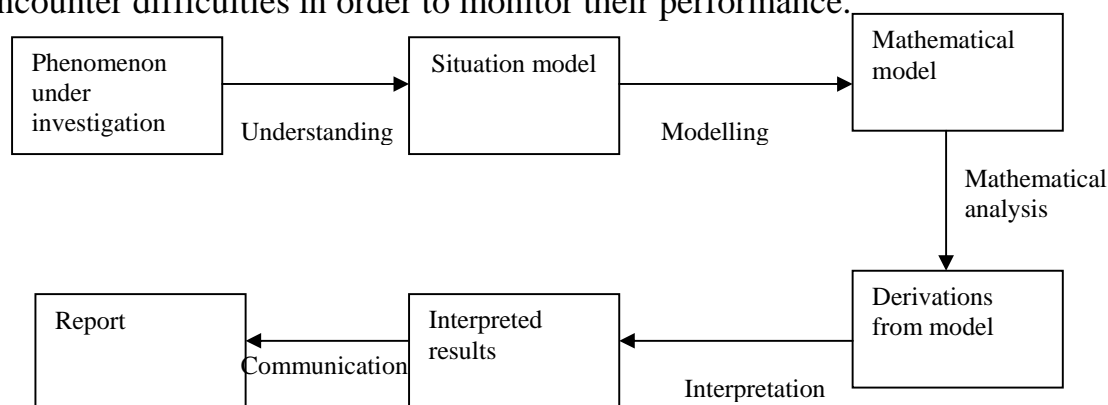 ncounter difficulties in order to monitor their performance.
Phenomenon
under
investigation
Understanding
Situation model
Modelling
Mathematical
model
Mathematical
analysis
Derivations
from model
Interpretation
Interpreted
results
Communication
Report